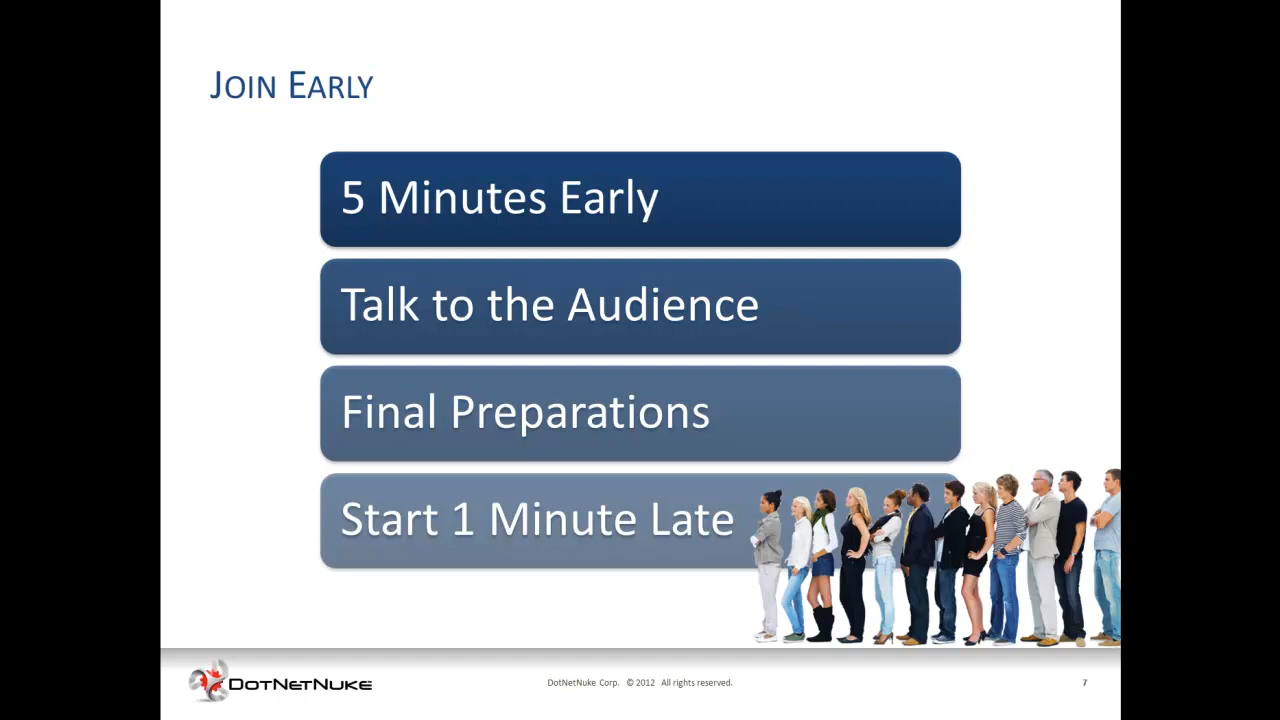 JOIN EARLY
5 Minutes Early
Talk to the Audience
Final Preparations
Start 1 Minute Late
DOTNETNUKE
DotNetNuke Corp. © 2012 All rights reserved.
7